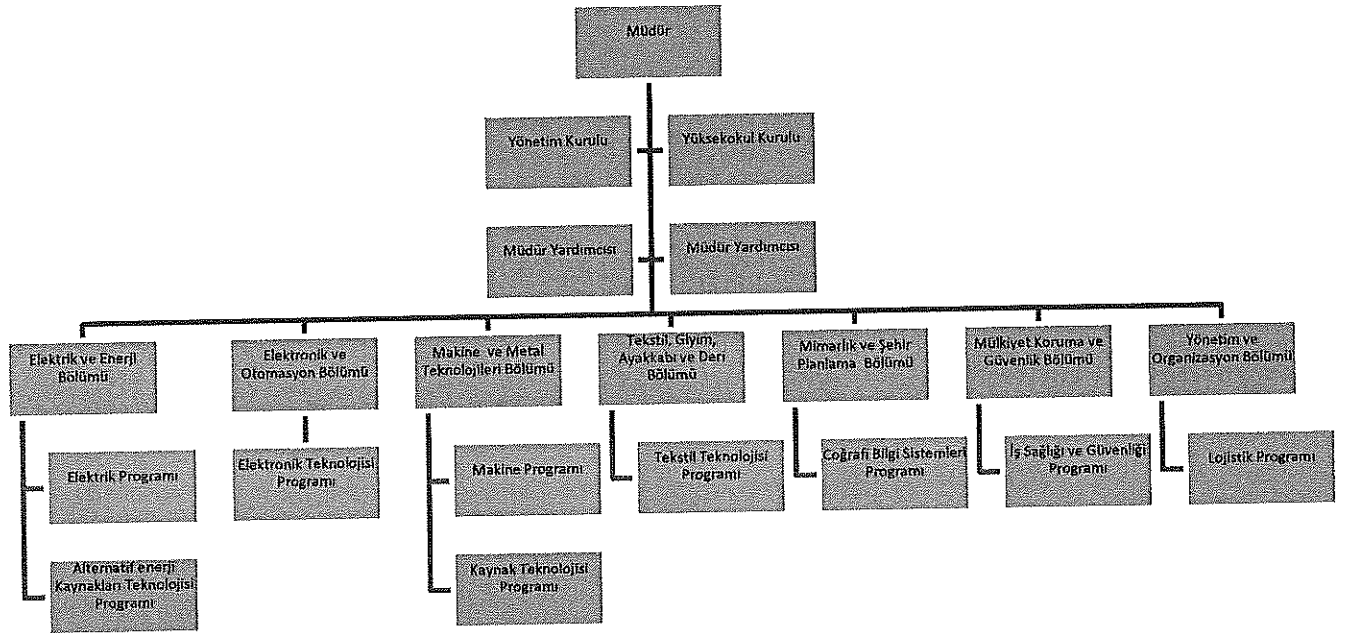 Müdür
Yönetim Kurulu
Yüksekokul Kurulu
Müdür Yardımcısı
Müdür Yardımcısı
Elektrik ve Enerji
Bölümü
Elektronik ve
Otomasyon Bölümü
Makine ve Metal
Teknolojileri Bölümü
Tekstil, Giyim,
Ayakkabı ve Deri
Bölümü
Mimarlık ve Şehir
Planlama Bölümü
Mülkiyet Koruma ve
Güvenlik Bölümü
Yönetim ve
Organizasyon Bölümü
Elektrik Programı
Elektronik Teknolojisi
Programı
Makine Programı
Tekstil Teknolojisi
Programı
Coğrafi Bilgi Sistemleri
Programı
İş Sağlığı ve Güvenliği
Programı
Lojistik Programı
Alternatif enerji
Kaynakları Teknolojisi
Programı
Kaynak Teknolojisi
Programı